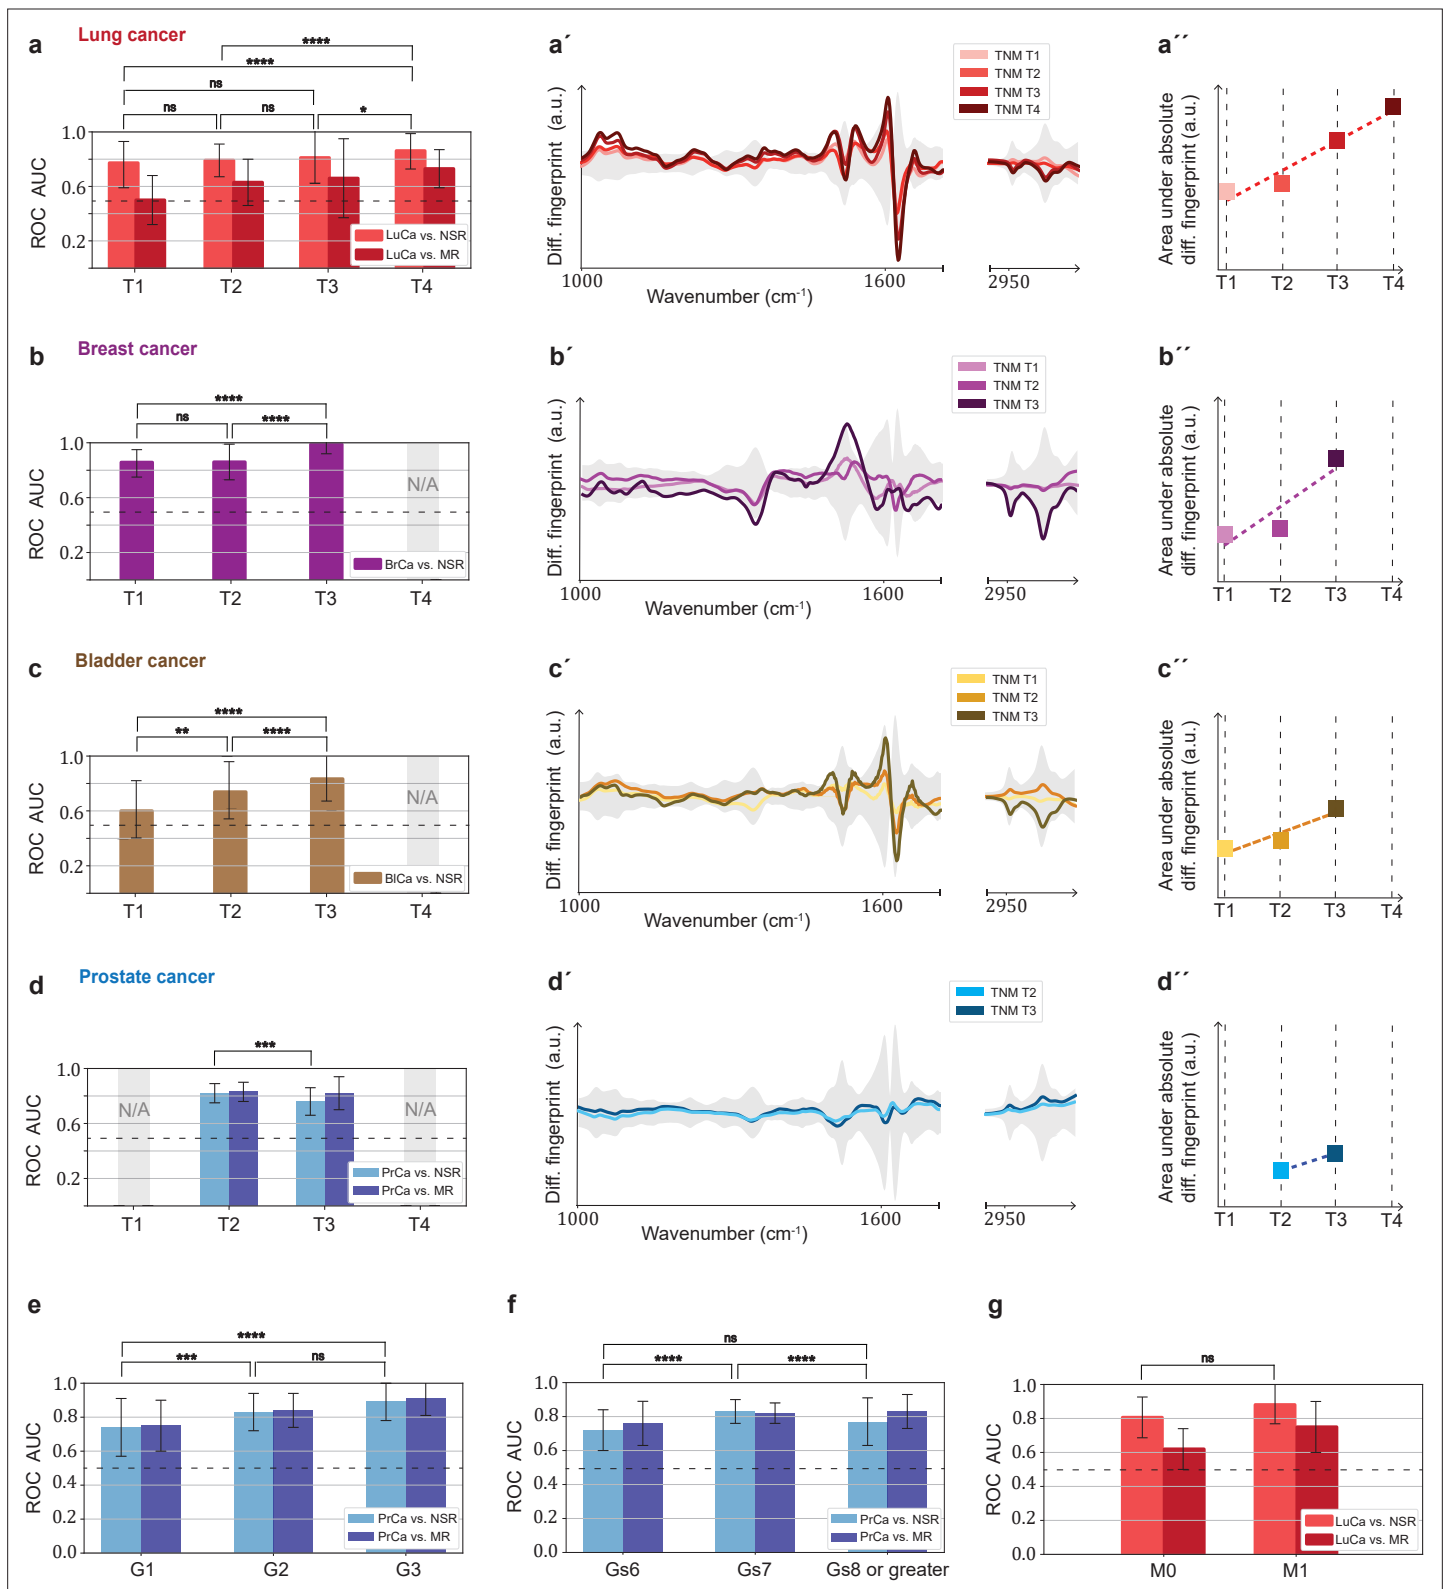 a Lung cancer
****
****
ns
ns ns *
ROC AUC
1.0
0.6
0.2
LuCa vs. NSR
LuCa vs. MR
T1 T2 T3 T4
a´
TNM T1
TNM T2
TNM T3
TNM T4
Diff. fingerprint (a.u.)
1000 1600 2950
Wavenumber (cm-1)
a´´
Area under absolute
diff. fingerprint (a.u.)
T1 T2 T3 T4
b Breast cancer
****
ns ****
ROC AUC
1.0
0.6
0.2
N/A
BrCa vs. NSR
T1 T2 T3 T4
b´
TNM T1
TNM T2
TNM T3
Diff. fingerprint (a.u.)
1000 1600 2950
Wavenumber (cm-1)
b´´
Area under absolute
diff. fingerprint (a.u.)
T1 T2 T3 T4
c Bladder cancer
****
** ****
ROC AUC
1.0
0.6
0.2
N/A
BlCa vs. NSR
T1 T2 T3 T4
c´
TNM T1
TNM T2
TNM T3
Diff. fingerprint (a.u.)
1000 1600 2950
Wavenumber (cm-1)
c´´
Area under absolute
diff. fingerprint (a.u.)
T1 T2 T3 T4
d Prostate cancer
***
ROC AUC
1.0
0.6
0.2
N/A N/A
PrCa vs. NSR
PrCa vs. MR
T1 T2 T3 T4
d´
TNM T2
TNM T3
Diff. fingerprint (a.u.)
1000 1600 2950
Wavenumber (cm-1)
d´´
Area under absolute
diff. fingerprint (a.u.)
T1 T2 T3 T4
e
****
*** ns
ROC AUC
1.0
0.8
0.6
0.4
0.2
0.0
PrCa vs. NSR
PrCa vs. MR
G1 G2 G3
f
ns
**** ****
ROC AUC
1.0
0.8
0.6
0.4
0.2
0.0
PrCa vs. NSR
PrCa vs. MR
Gs6 Gs7 Gs8 or greater
g
ns
ROC AUC
1.0
0.8
0.6
0.4
0.2
0.0
LuCa vs. NSR
LuCa vs. MR
M0 M1